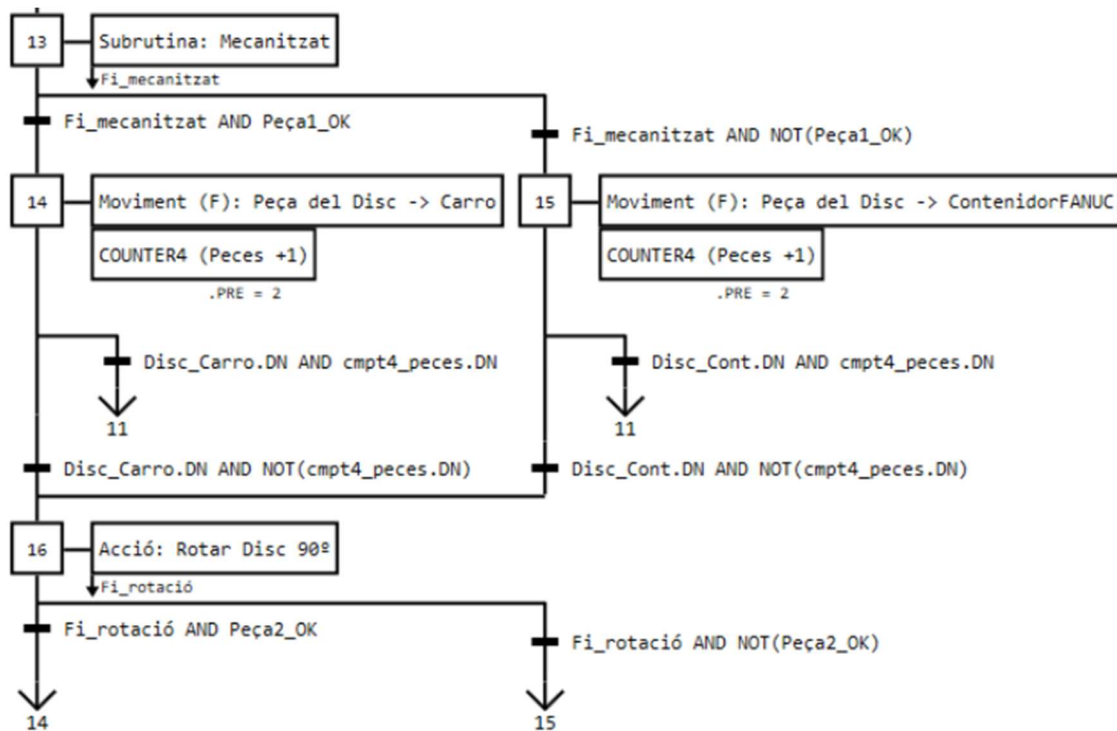 13
Subrutina: Mecanitzat
Fi_mecanitzat
Fi_mecanitzat AND Peça1_OK
Fi_mecanitzat AND NOT(Peça1_OK)
14
Moviment (F): Peça del Disc -> Carro
15
Moviment (F): Peça del Disc -> ContenidorFANUC
COUNTER4 (Peces +1)
COUNTER4 (Peces +1)
.PRE = 2
.PRE = 2
Disc_Carro.DN AND cmpt4_peces.DN
Disc_Cont.DN AND cmpt4_peces.DN
11
11
Disc_Carro.DN AND NOT(cmpt4_peces.DN)
Disc_Cont.DN AND NOT(cmpt4_peces.DN)
16
Acció: Rotar Disc 90º
Fi_rotació
Fi_rotació AND Peça2_OK
Fi_rotació AND NOT(Peça2_OK)
14
15